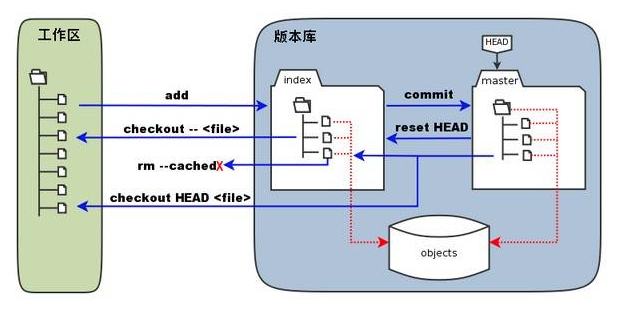 工作区
版本库
HEAD
index
master
add
commit
checkout -- <file>
reset HEAD
rm --cachedX
checkout HEAD <file>
objects